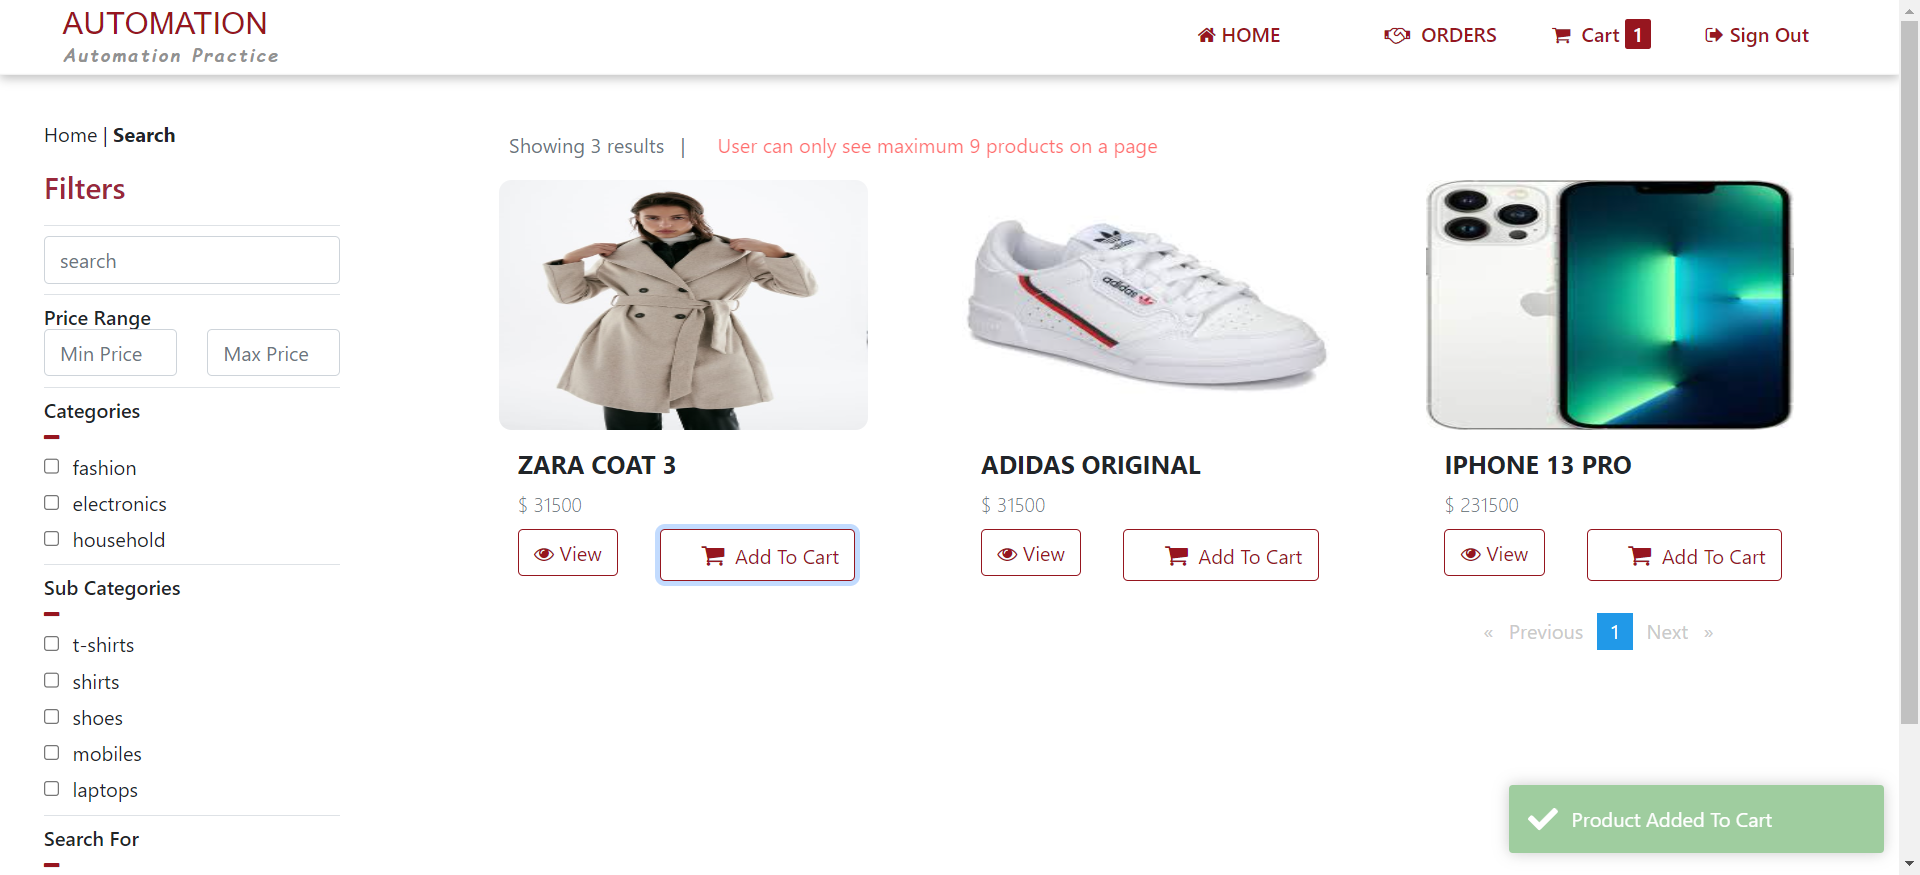 AUTOMATION
Automation Practice
HOME
ORDERS
Cart 1
Sign Out
Home | Search
Filters
search
Price Range
Min Price
Max Price
Categories
fashion
electronics
household
Sub Categories
t-shirts
shirts
shoes
mobiles
laptops
Search For
Showing 3 results |
User can only see maximum 9 products on a page
ZARA COAT 3
$ 31500
View
Add To Cart
adidas
adidas
ADIDAS ORIGINAL
$ 31500
View
Add To Cart
IPHONE 13 PRO
$ 231500
View
Add To Cart
« Previous 1 Next »
Product Added To Cart